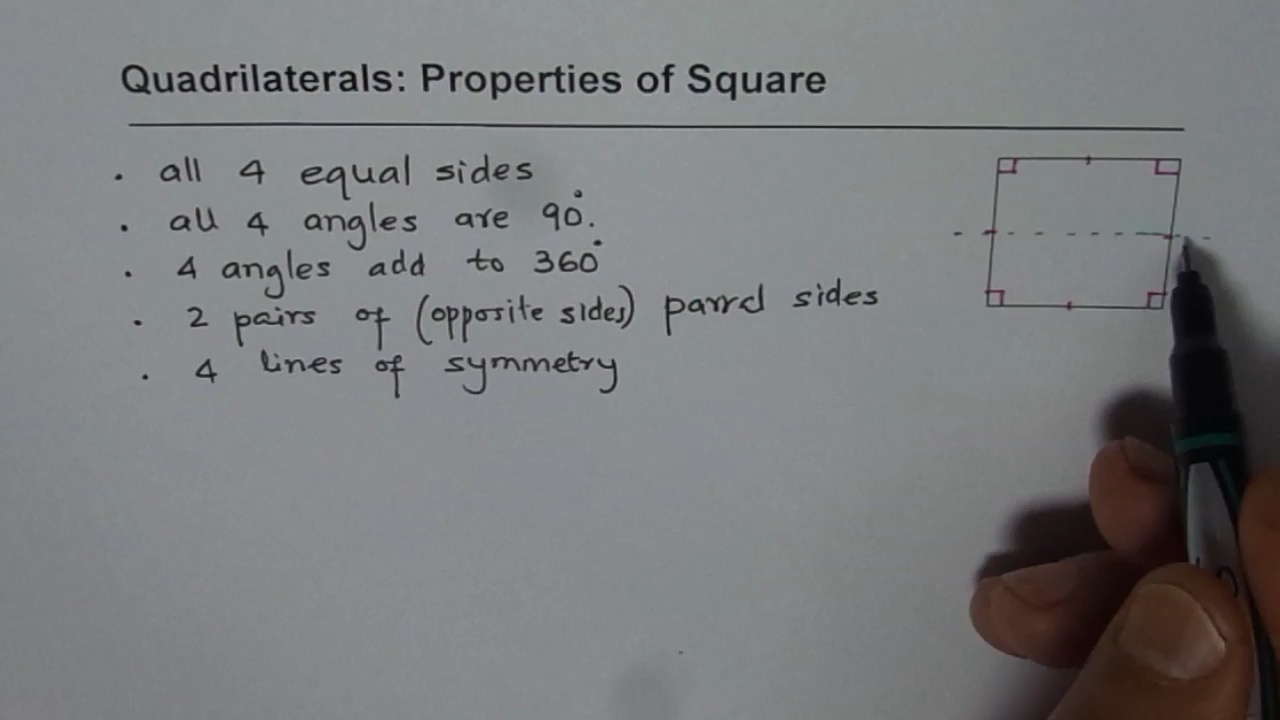 Quadrilaterals: Properties of Square
. all 4 equal sides
. all 4 angles are 90°.
. 4 angles add to 360°
. 2 pairs of (opposite sides) parrel sides
. 4 lines of symmetry